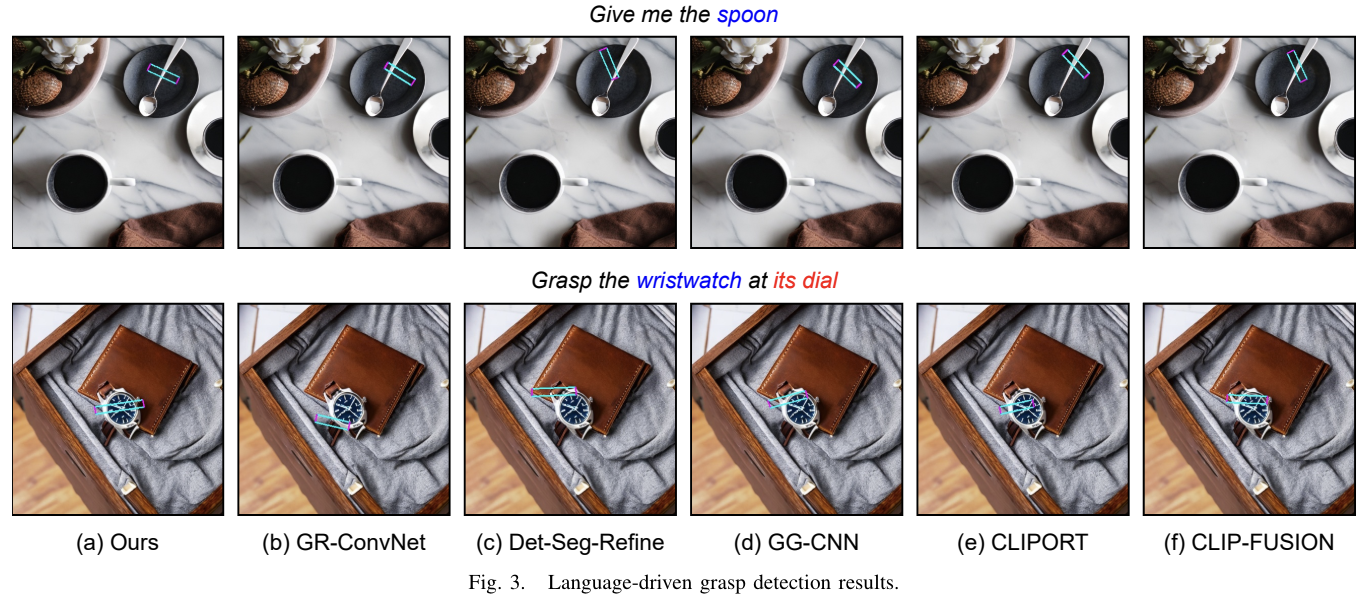 Give me the spoon
Grasp the wristwatch at its dial
(a) Ours (b) GR-ConvNet (c) Det-Seg-Refine (d) GG-CNN (e) CLIPORT (f) CLIP-FUSION
Fig. 3. Language-driven grasp detection results.